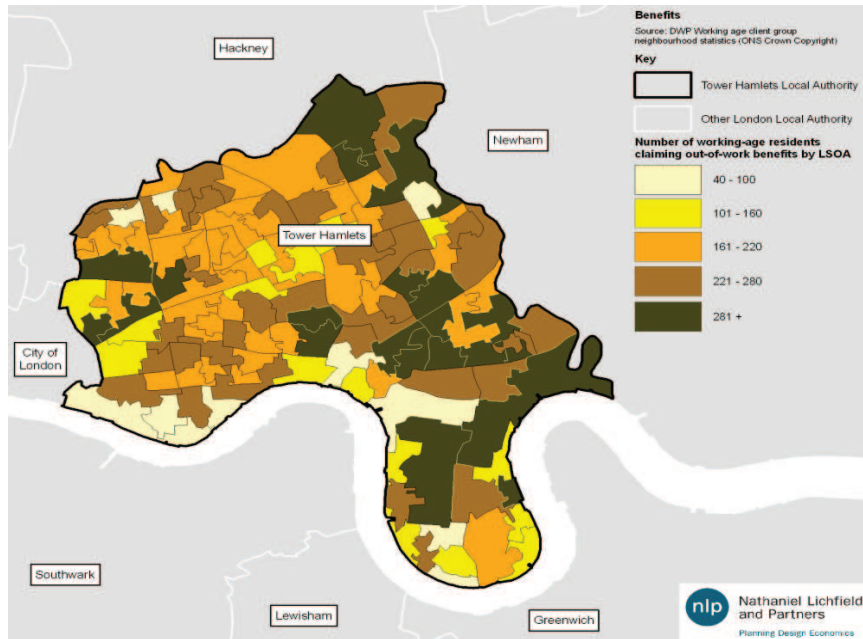 Hackney
Newham
Tower Hamlets
City of
London
Southwark
Lewisham
Greenwich
Benefits
Source: DWP Working age client group
neighbourhood statistics (ONS Crown Copyright)
Key
Tower Hamlets Local Authority
Other London Local Authority
Number of working-age residents
claiming out-of-work benefits by LSOA
40 - 100
101 - 160
161 - 220
221 - 280
281 +
nlp
Nathaniel Lichfield
and Partners
Planning Design Economics